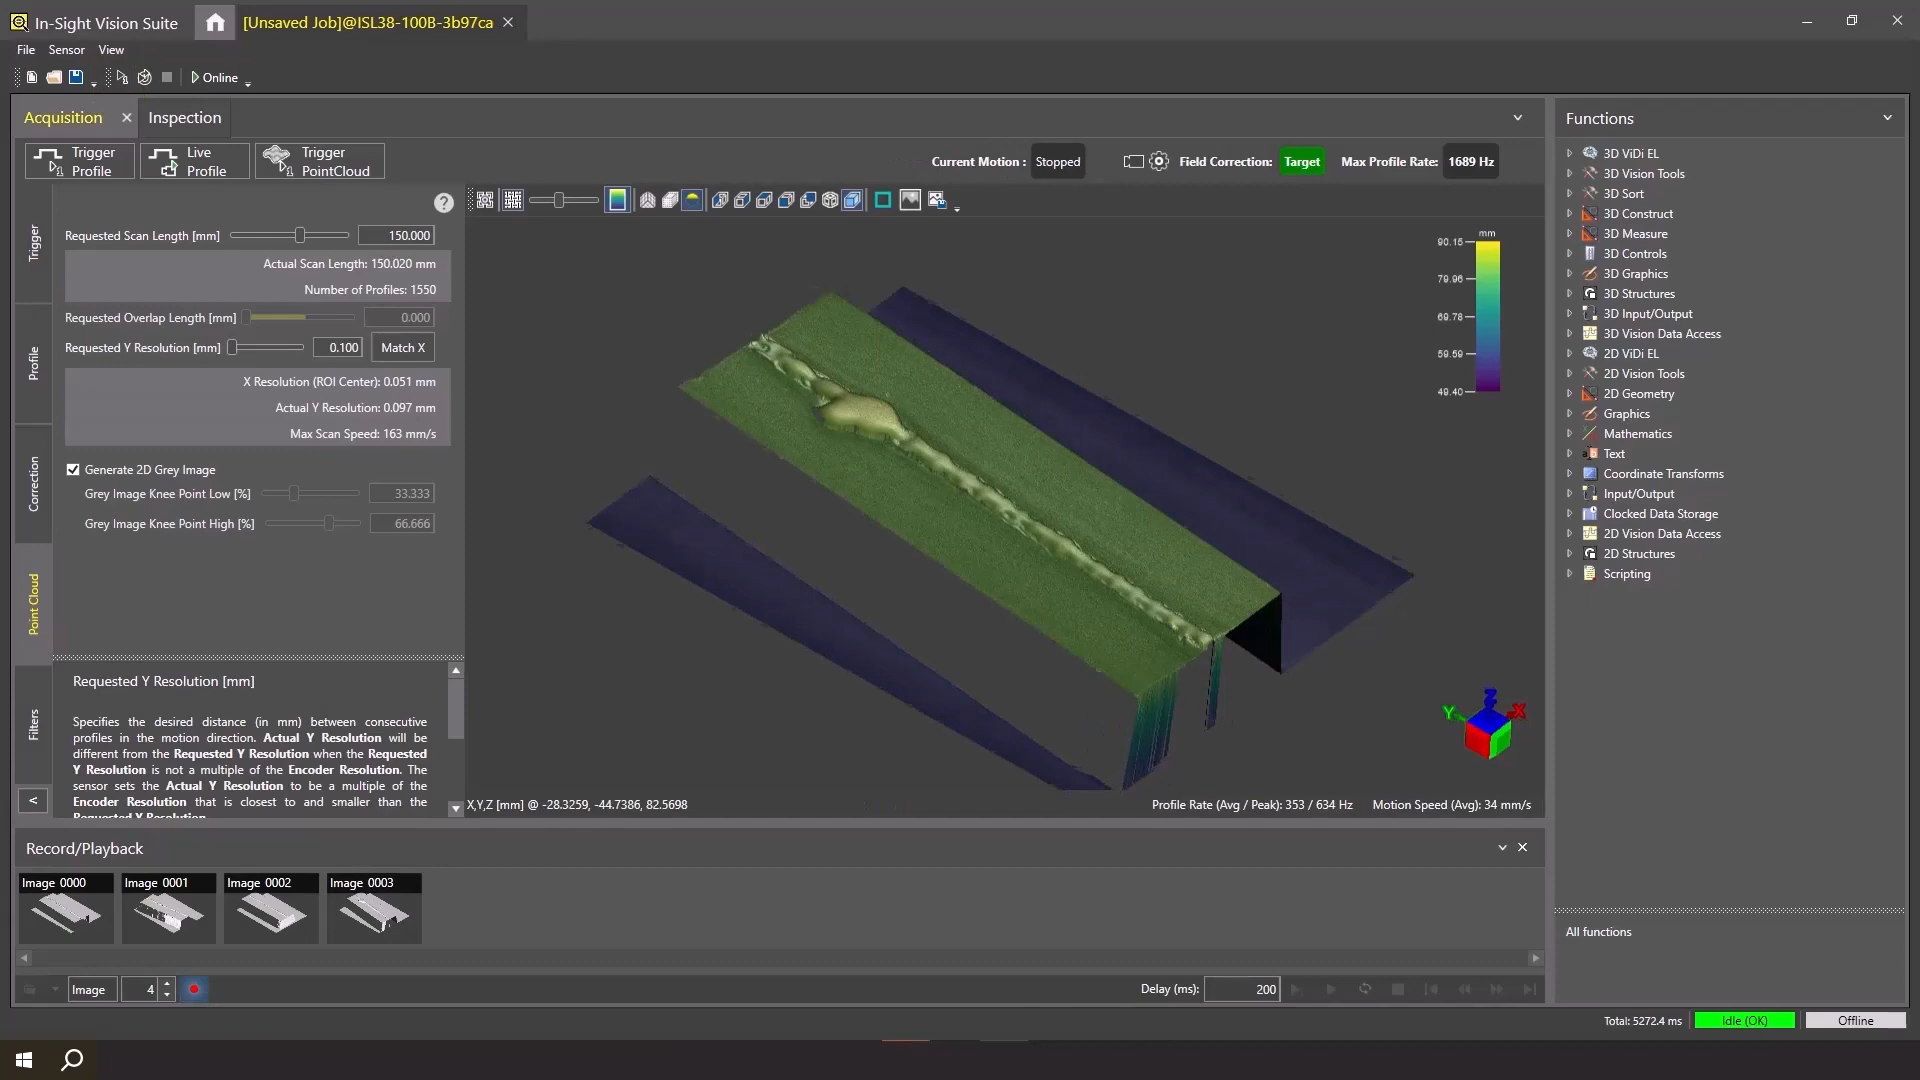 In-Sight Vision Suite
[Unsaved Job]@ISL38-100B-3b97ca
File Sensor View
Online
Acquisition Inspection
Trigger Profile
Live Profile
Trigger PointCloud
Current Motion : Stopped
Field Correction: Target
Max Profile Rate: 1689 Hz
Trigger
Profile
Correction
Point Cloud
Filters
<
Requested Scan Length [mm] 150.000
Actual Scan Length: 150.020 mm
Number of Profiles: 1550
Requested Overlap Length [mm] 0.000
Requested Y Resolution [mm] 0.100 Match X
X Resolution (ROI Center): 0.051 mm
Actual Y Resolution: 0.097 mm
Max Scan Speed: 163 mm/s
Generate 2D Grey Image
Grey Image Knee Point Low [%] 33.333
Grey Image Knee Point High [%] 66.666
Requested Y Resolution [mm]
Specifies the desired distance (in mm) between consecutive
profiles in the motion direction. Actual Y Resolution will be
different from the Requested Y Resolution when the Requested
Y Resolution is not a multiple of the Encoder Resolution. The
sensor sets the Actual Y Resolution to be a multiple of the
Encoder Resolution that is closest to and smaller than the
Requested Y Resolution.
mm
90.15
79.96
69.78
59.59
49.40
Z
Y
X
X,Y,Z [mm] @ -28.3259, -44.7386, 82.5698
Profile Rate (Avg / Peak): 353 / 634 Hz
Motion Speed (Avg): 34 mm/s
Functions
3D ViDi EL
3D Vision Tools
3D Sort
3D Construct
3D Measure
3D Controls
3D Graphics
3D Structures
3D Input/Output
3D Vision Data Access
2D ViDi EL
2D Vision Tools
2D Geometry
Graphics
Mathematics
Text
Coordinate Transforms
Input/Output
Clocked Data Storage
2D Vision Data Access
2D Structures
Scripting
All functions
Record/Playback
Image 0000
Image 0001
Image 0002
Image 0003
Image 4
Delay (ms): 200
Total: 5272.4 ms
Idle (OK)
Offline